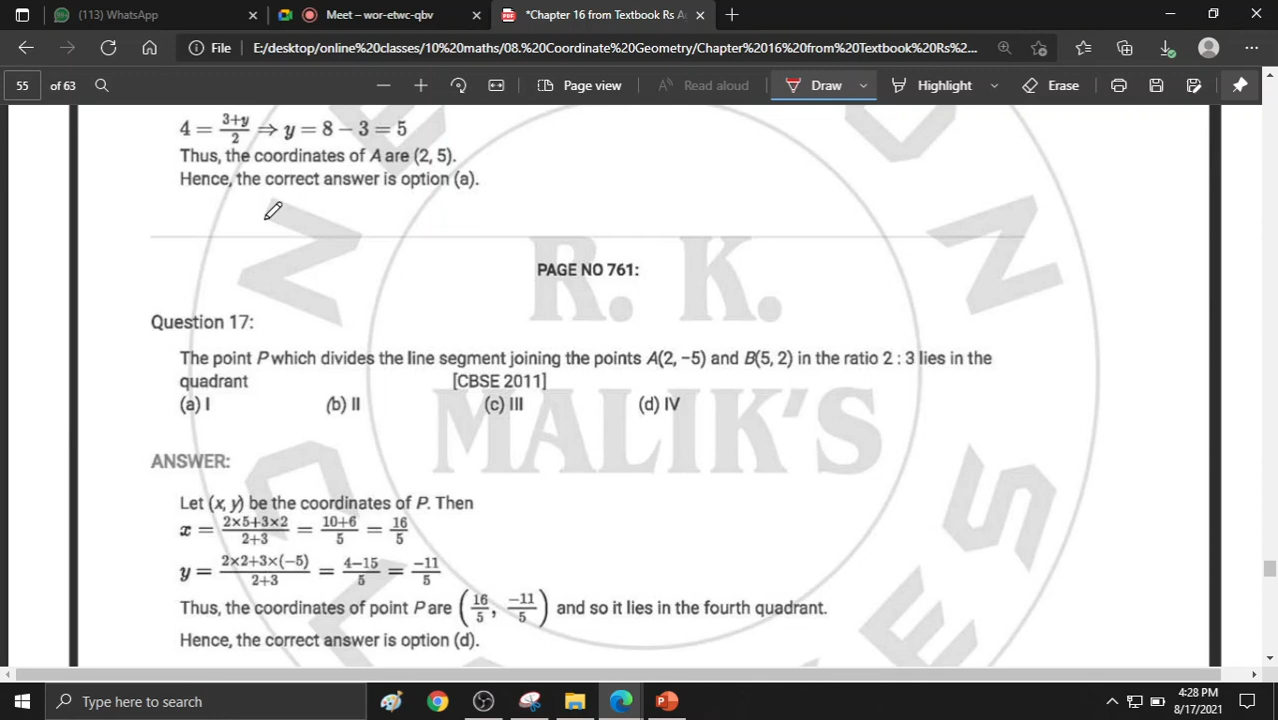 (113) WhatsApp
Meet – wor-etwc-qbv
*Chapter 16 from Textbook Rs Ag
File E:/desktop/online%20classes/10%20maths/08.%20Coordinate%20Geometry/Chapter%2016%20from%20Textbook%20Rs%2...
55 of 63 Page view Read aloud Draw Highlight Erase
4 = (3+y)/2 ⇒ y = 8 − 3 = 5
Thus, the coordinates of A are (2, 5).
Hence, the correct answer is option (a).
R. K.
MALIK'S
PAGE NO 761:
Question 17:
The point P which divides the line segment joining the points A(2, −5) and B(5, 2) in the ratio 2 : 3 lies in the
quadrant [CBSE 2011]
(a) I (b) II (c) III (d) IV
ANSWER:
Let (x, y) be the coordinates of P. Then
x = (2×5+3×2)/(2+3) = (10+6)/5 = 16/5
y = (2×2+3×(−5))/(2+3) = (4−15)/5 = −11/5
Thus, the coordinates of point P are (16/5, −11/5) and so it lies in the fourth quadrant.
Hence, the correct answer is option (d).
Type here to search
4:28 PM
8/17/2021